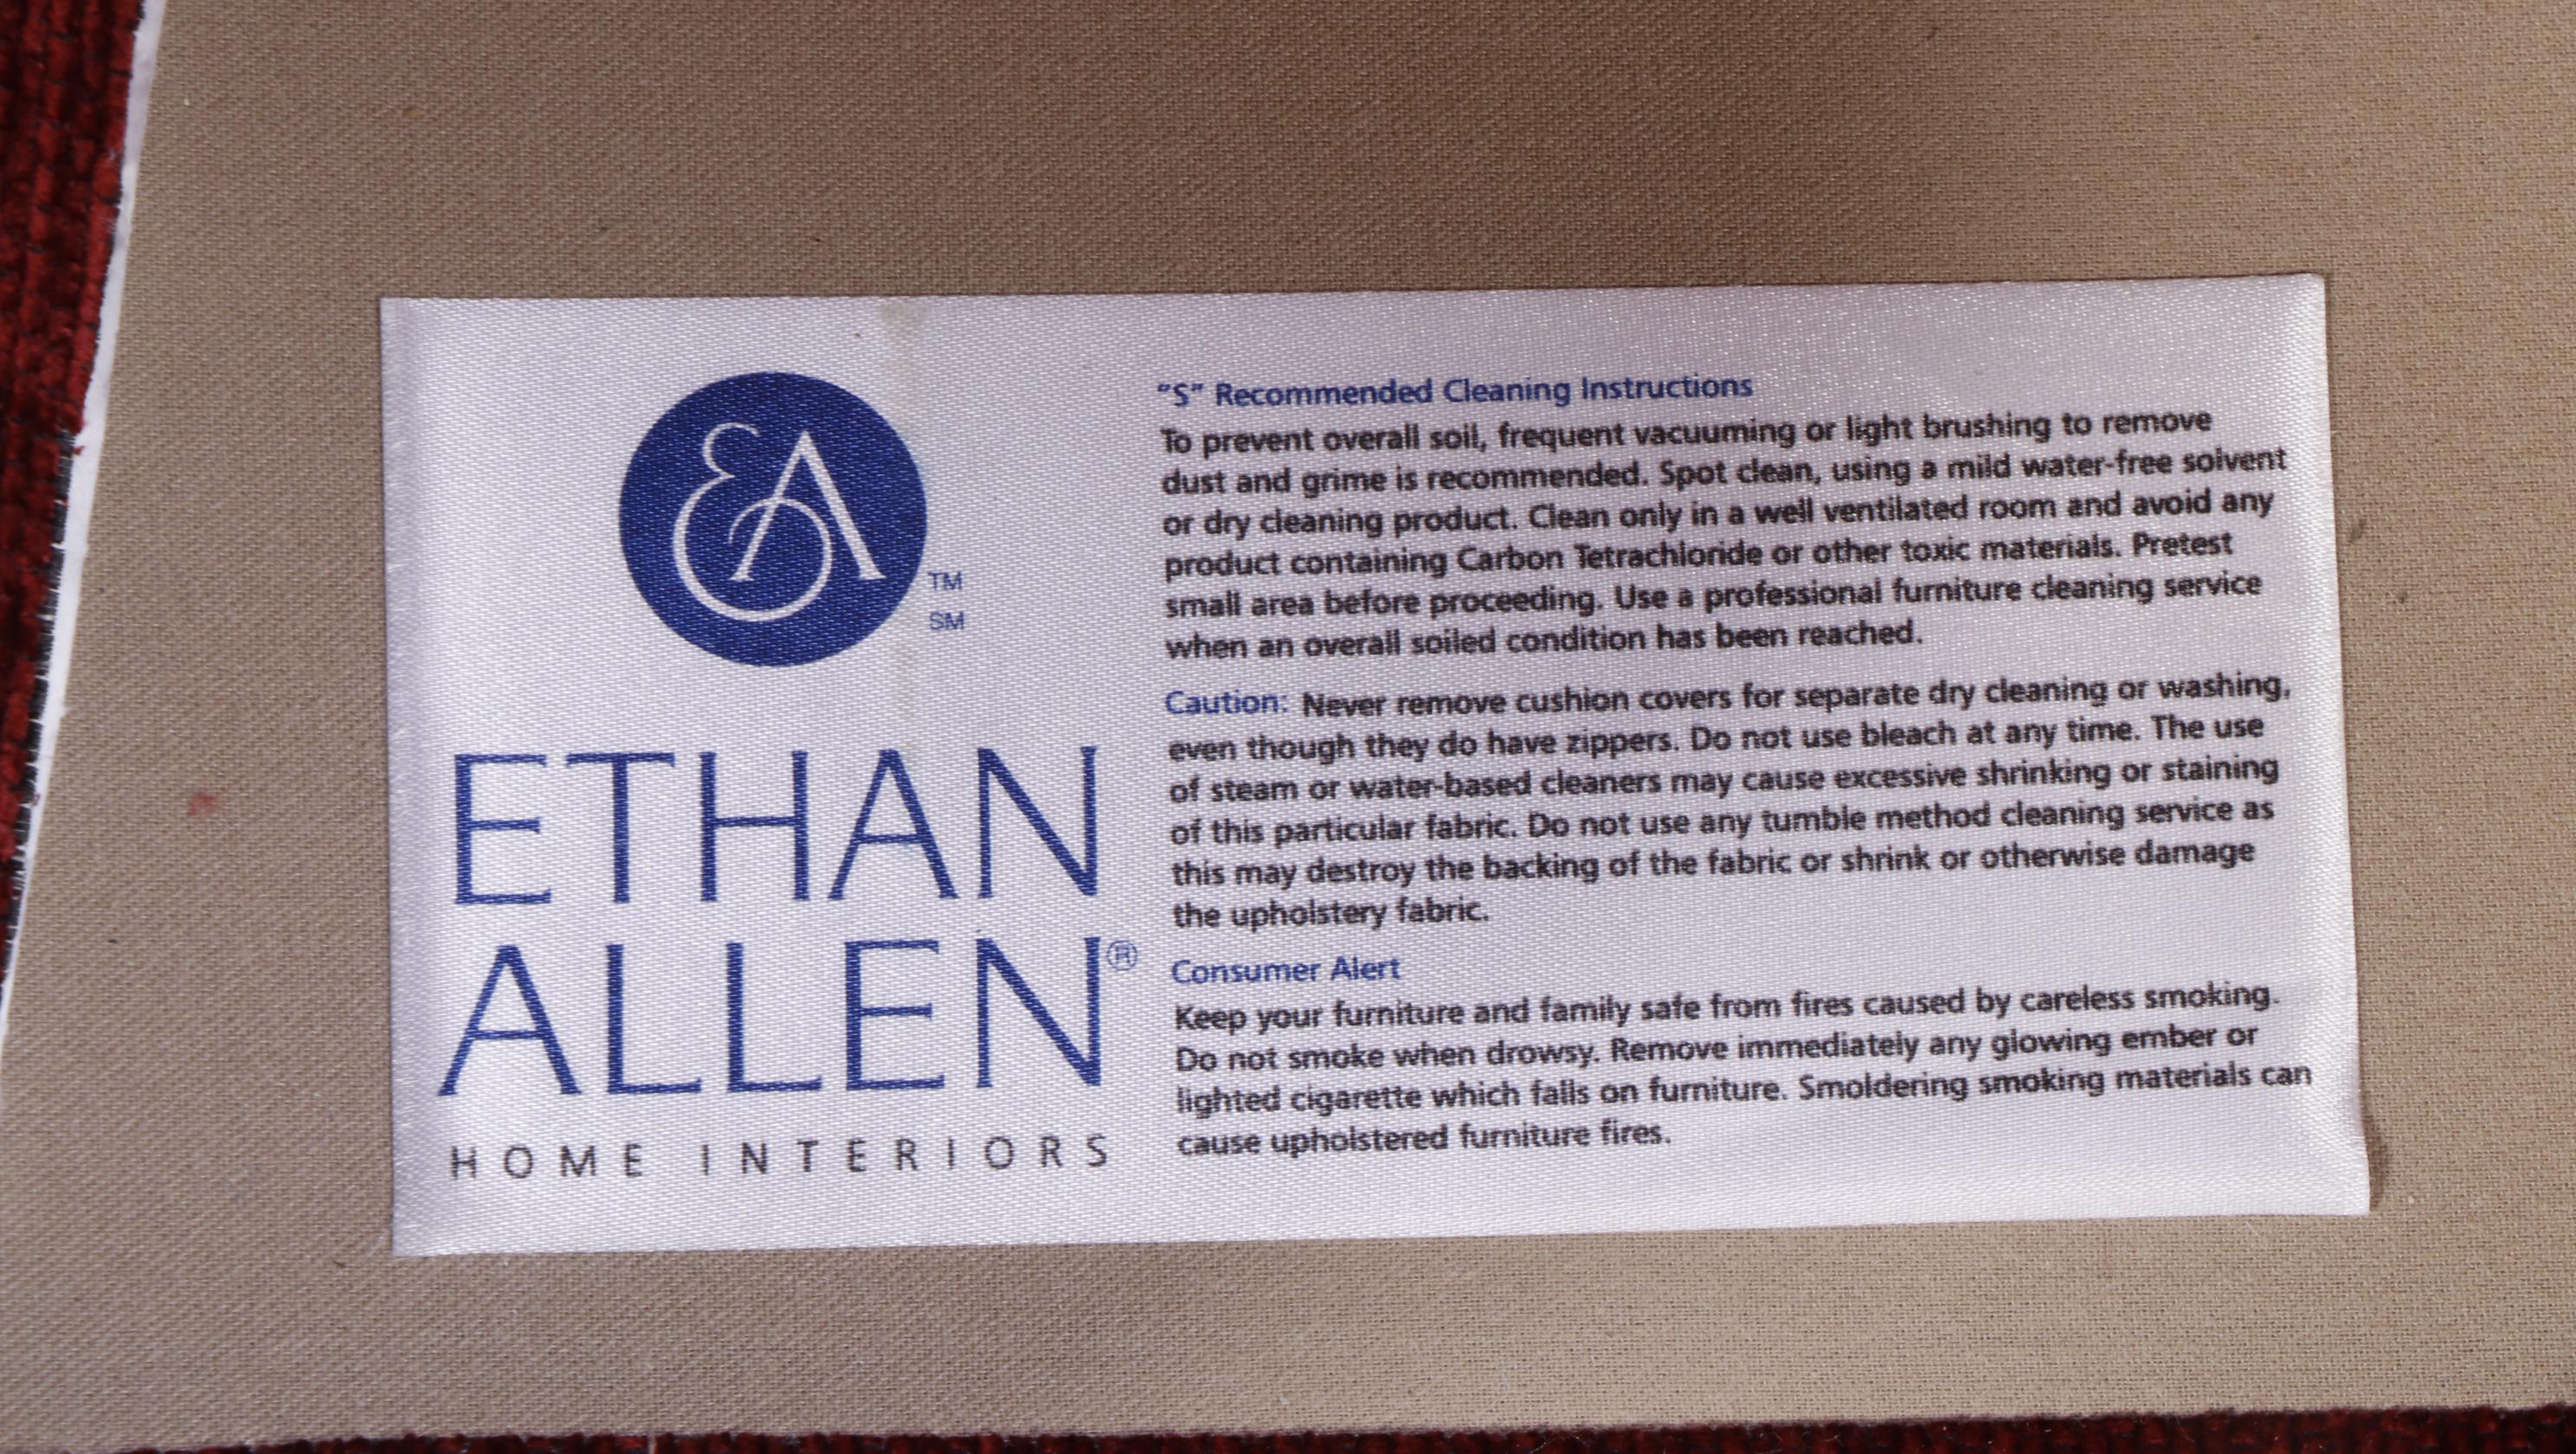 EA
TM
SM
ETHAN
ALLEN®
HOME INTERIORS
"S" Recommended Cleaning Instructions
To prevent overall soil, frequent vacuuming or light brushing to remove
dust and grime is recommended. Spot clean, using a mild water-free solvent
or dry cleaning product. Clean only in a well ventilated room and avoid any
product containing Carbon Tetrachloride or other toxic materials. Pretest
small area before proceeding. Use a professional furniture cleaning service
when an overall soiled condition has been reached.
Caution: Never remove cushion covers for separate dry cleaning or washing,
even though they do have zippers. Do not use bleach at any time. The use
of steam or water-based cleaners may cause excessive shrinking or staining
of this particular fabric. Do not use any tumble method cleaning service as
this may destroy the backing of the fabric or shrink or otherwise damage
the upholstery fabric.
Consumer Alert
Keep your furniture and family safe from fires caused by careless smoking.
Do not smoke when drowsy. Remove immediately any glowing ember or
lighted cigarette which falls on furniture. Smoldering smoking materials can
cause upholstered furniture fires.